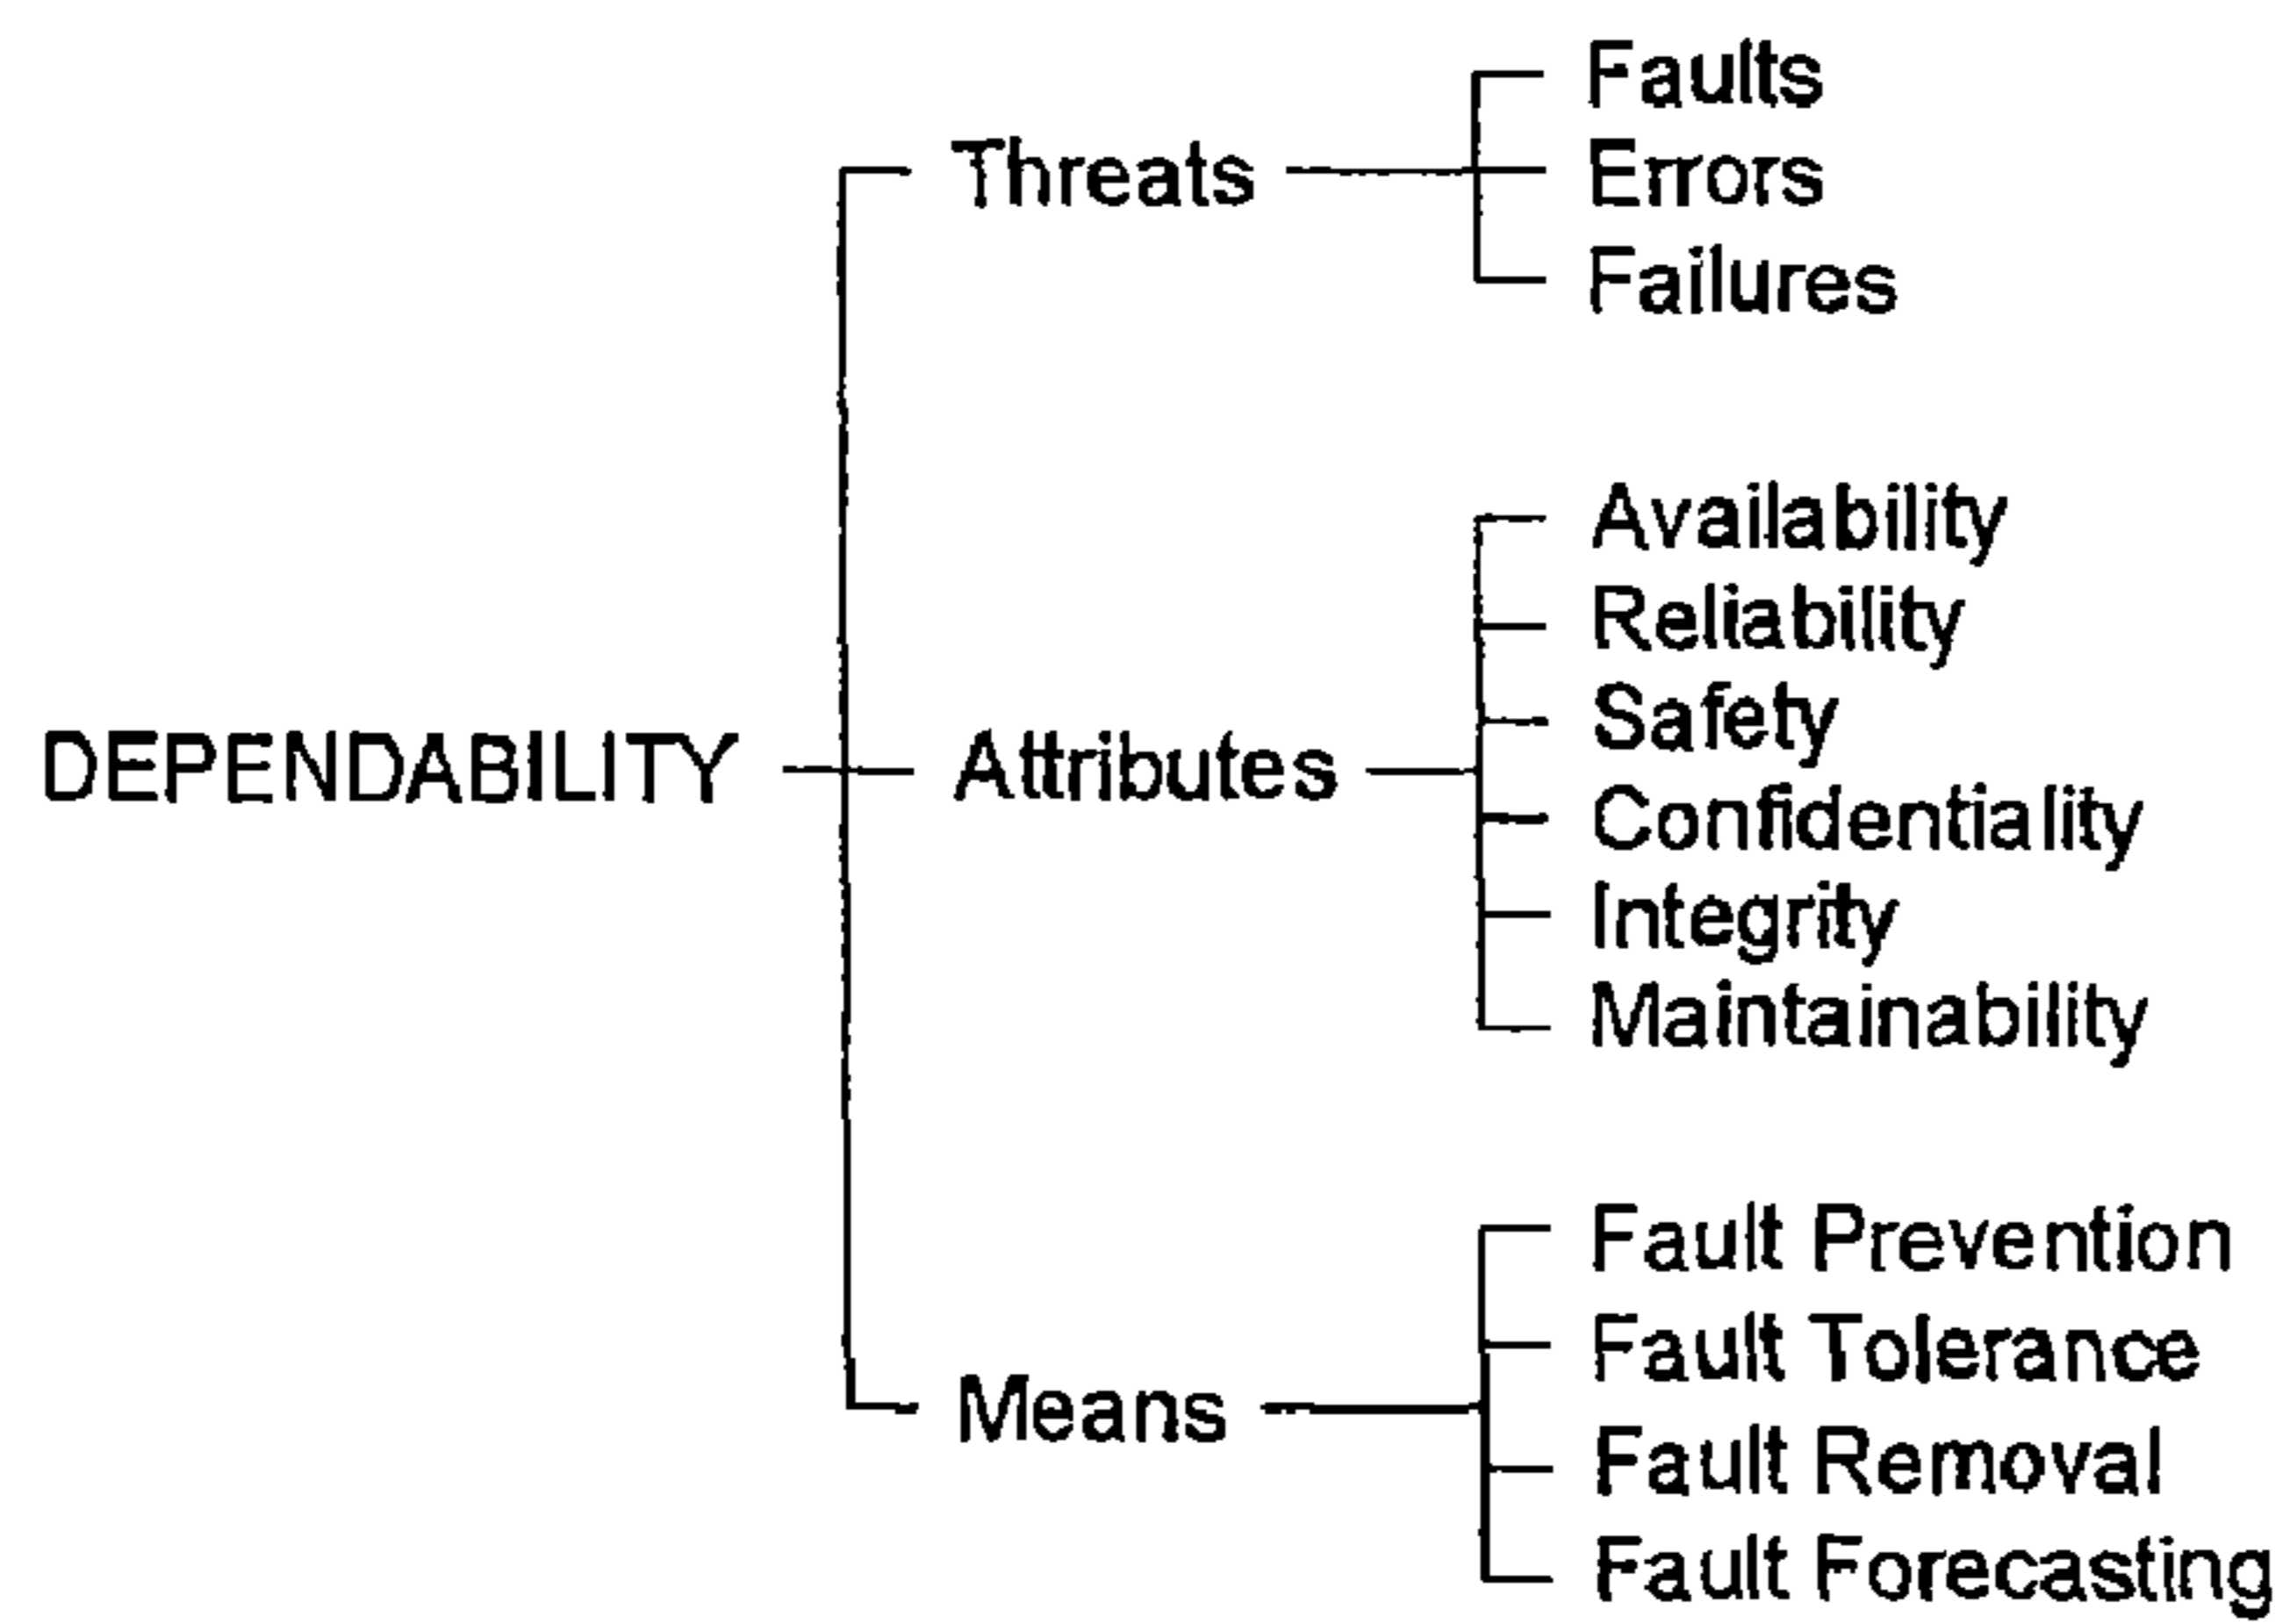 DEPENDABILITY
Threats
Faults
Errors
Failures
Attributes
Availability
Reliability
Safety
Confidentiality
Integrity
Maintainability
Means
Fault Prevention
Fault Tolerance
Fault Removal
Fault Forecasting